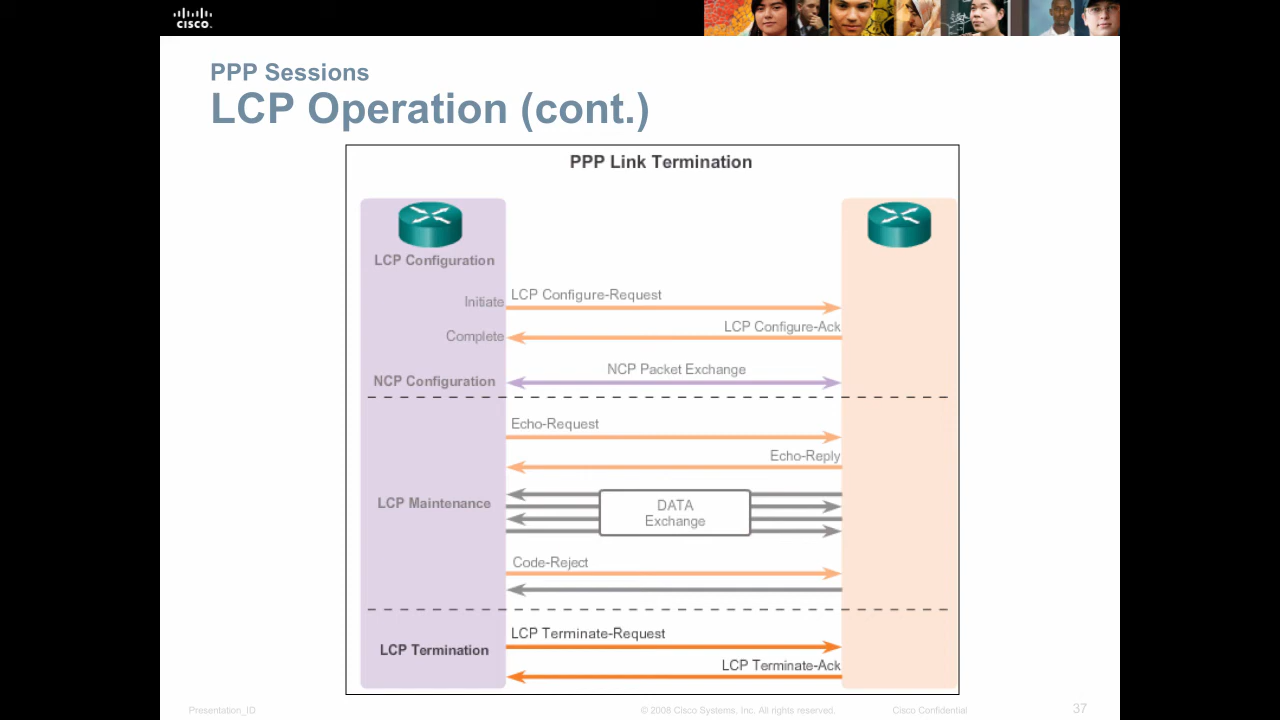 CISCO.
PPP Sessions
LCP Operation (cont.)
PPP Link Termination
LCP Configuration
Initiate
LCP Configure-Request
LCP Configure-Ack
Complete
NCP Packet Exchange
NCP Configuration
Echo-Request
Echo-Reply
LCP Maintenance
DATA
Exchange
Code-Reject
LCP Terminate-Request
LCP Termination
LCP Terminate-Ack
Presentation_ID
© 2008 Cisco Systems, Inc. All rights reserved.
Cisco Confidential
37